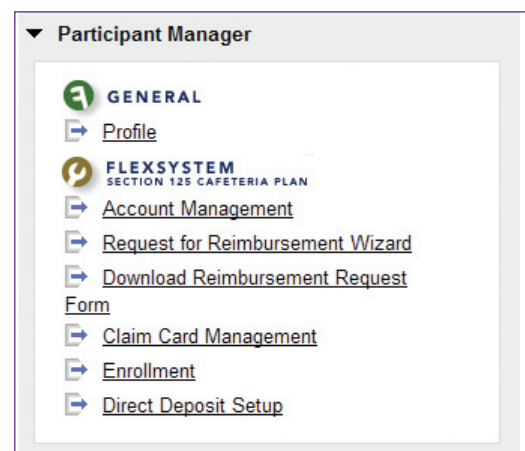 Participant Manager
GENERAL
Profile
FLEXSYSTEM
SECTION 125 CAFETERIA PLAN
Account Management
Request for Reimbursement Wizard
Download Reimbursement Request
Form
Claim Card Management
Enrollment
Direct Deposit Setup